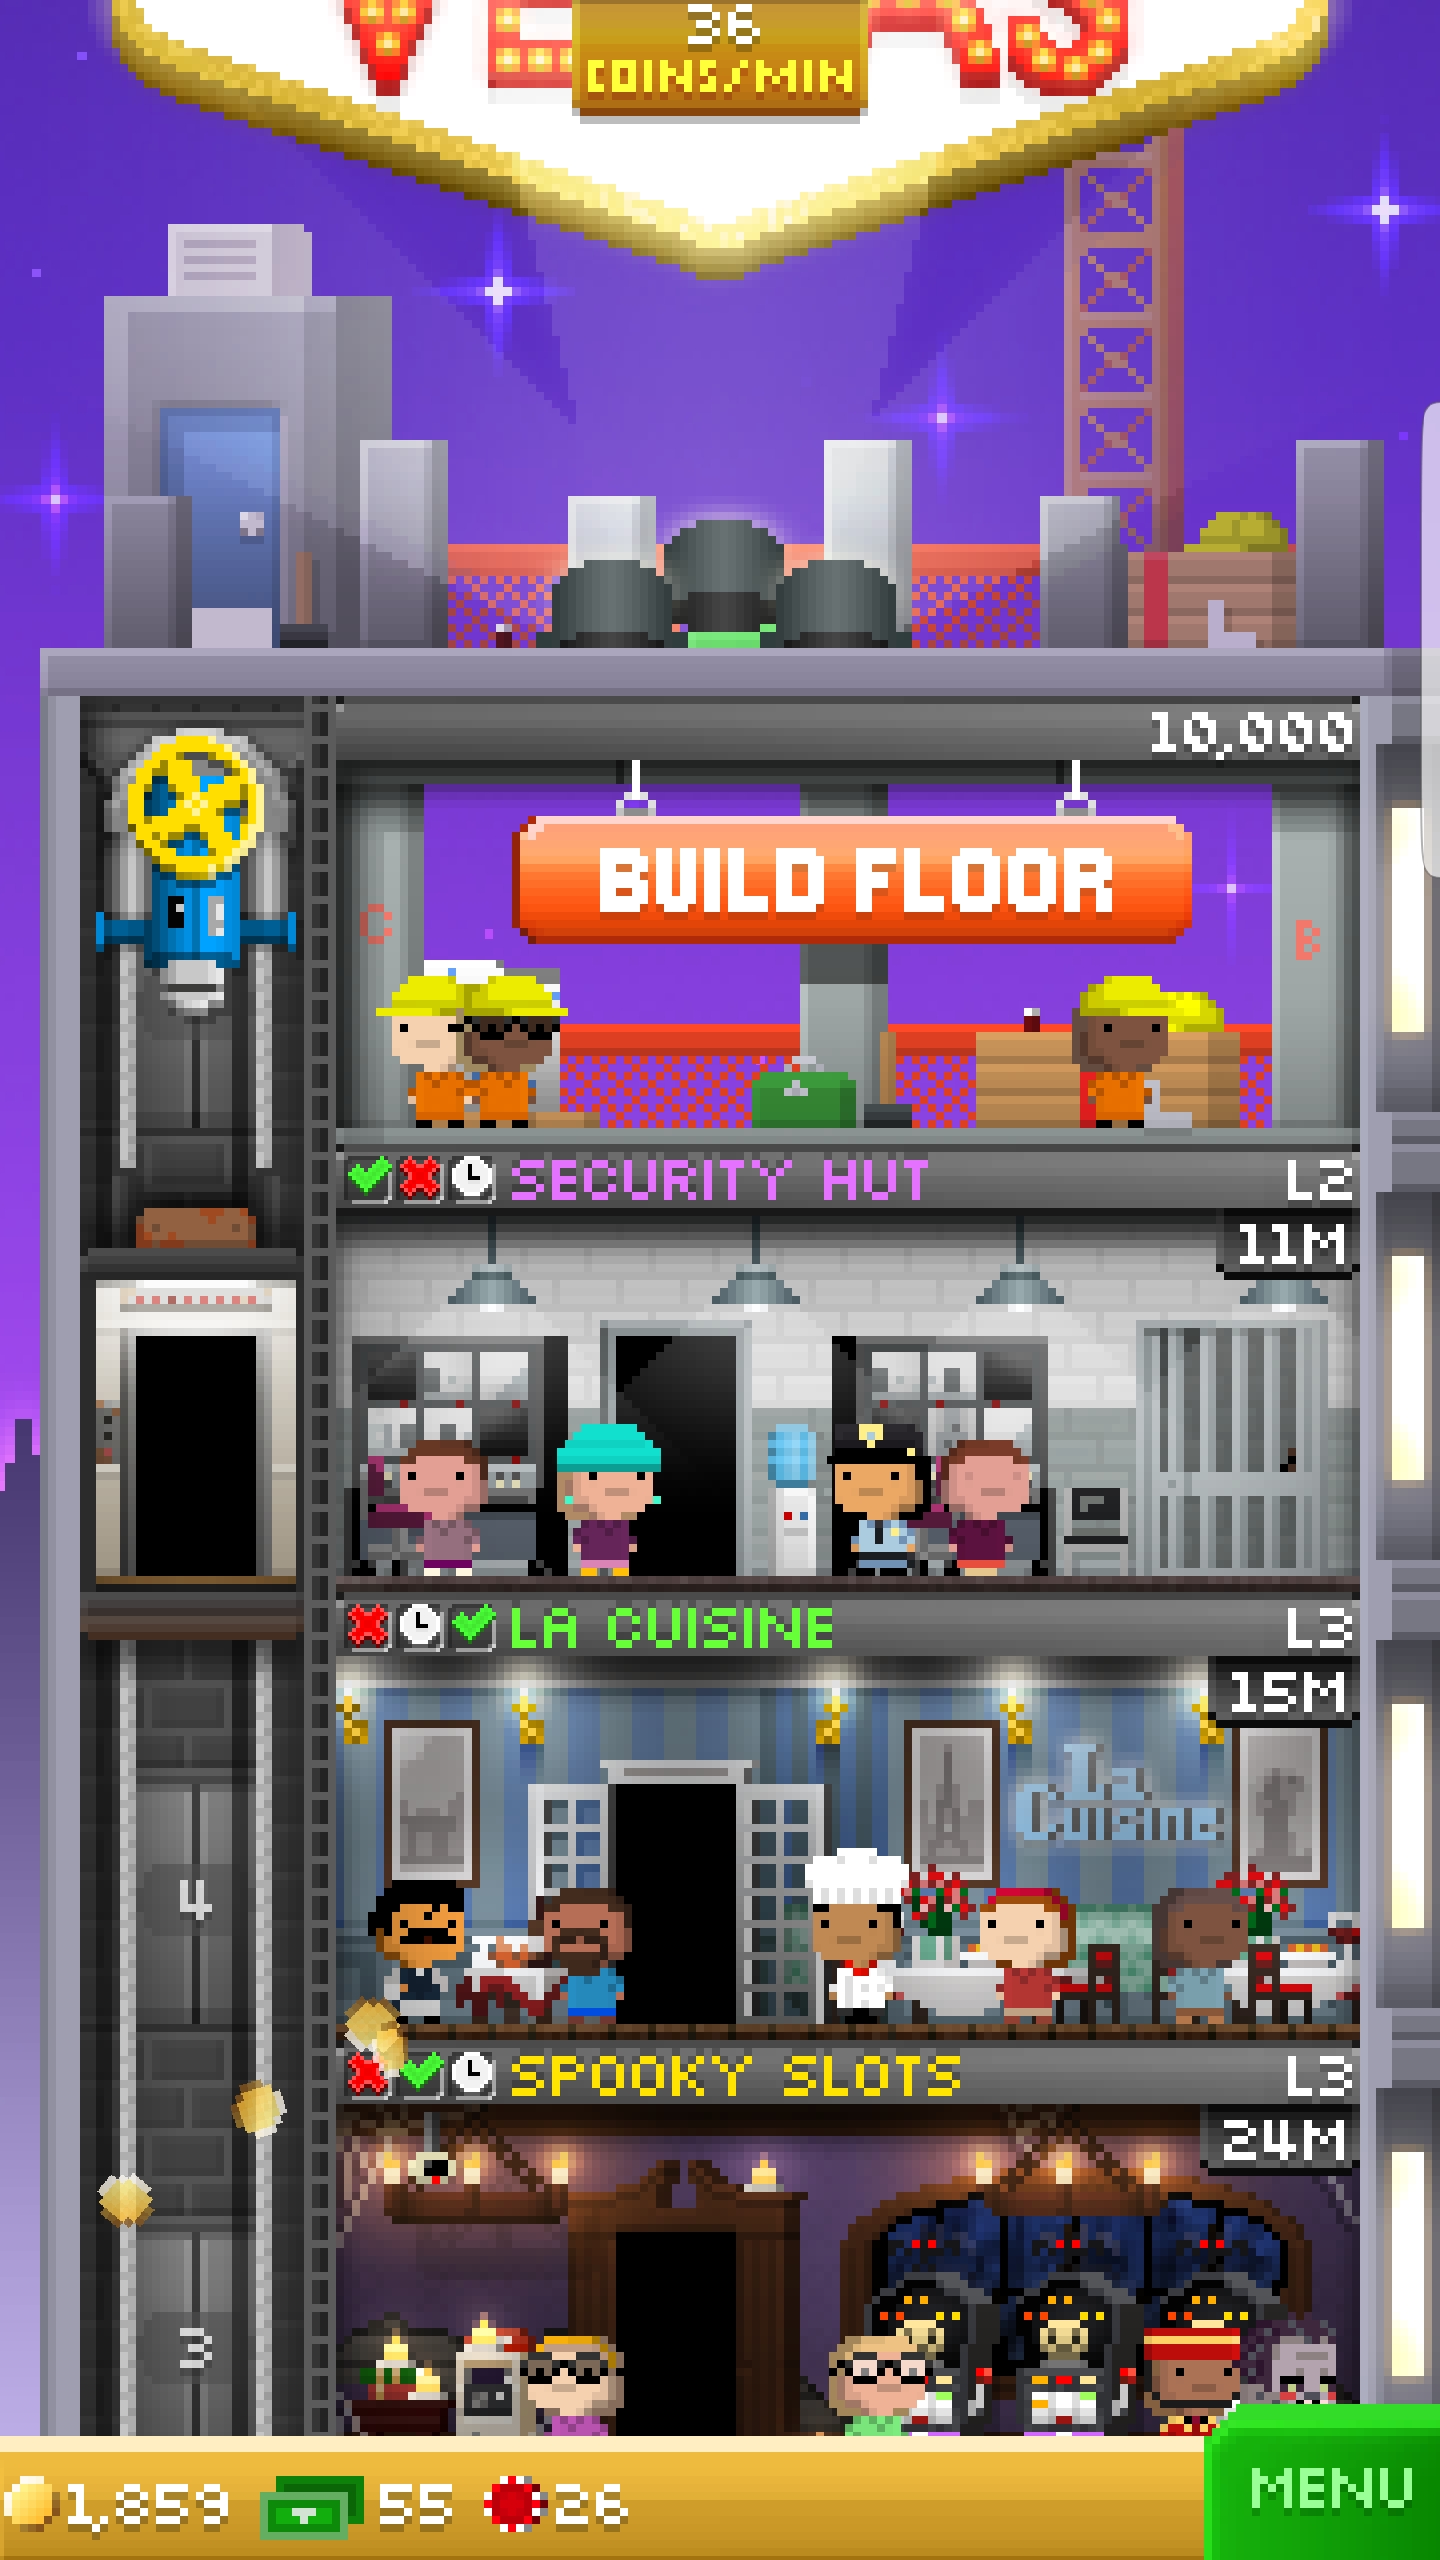 36
COINS/MIN
10,000
BUILD FLOOR
C
B
SECURITY HUT L2
11M
LA CUISINE L3
15M
La
Cuisine
4
SPOOKY SLOTS L3
24M
3
1,859 55 26
MENU